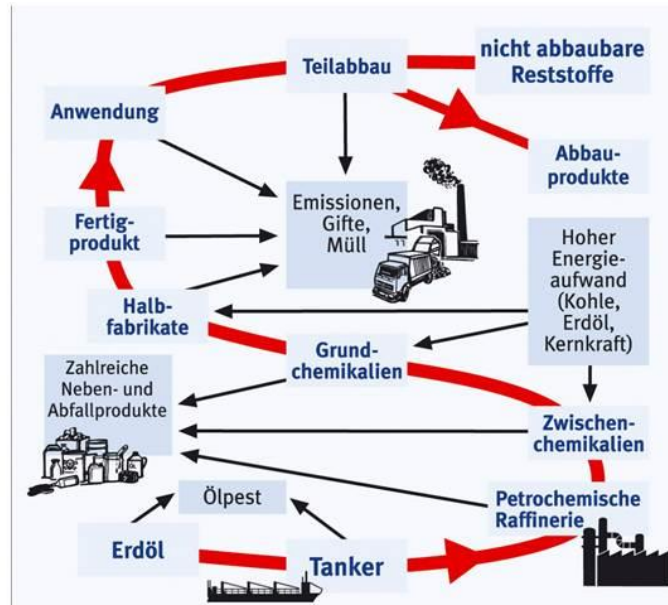 Teilabbau
nicht abbaubare
Reststoffe
Anwendung
Abbau-
produkte
Emissionen,
Gifte,
Müll
Fertig-
produkt
Hoher
Energie-
aufwand
(Kohle,
Erdöl,
Kernkraft)
Halb-
fabrikate
Grund-
chemikalien
Zahlreiche
Neben- und
Abfallprodukte
Zwischen-
chemikalien
Ölpest
Petrochemische
Raffinerie
Erdöl
Tanker